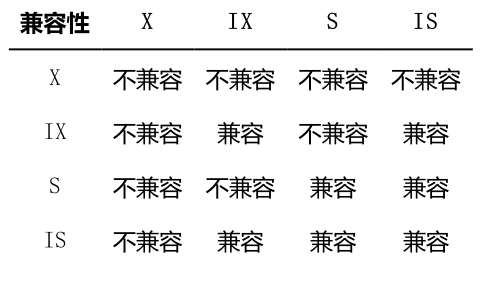 兼容性 X IX S IS
X 不兼容 不兼容 不兼容 不兼容
IX 不兼容 兼容 不兼容 兼容
S 不兼容 不兼容 兼容 兼容
IS 不兼容 兼容 兼容 兼容